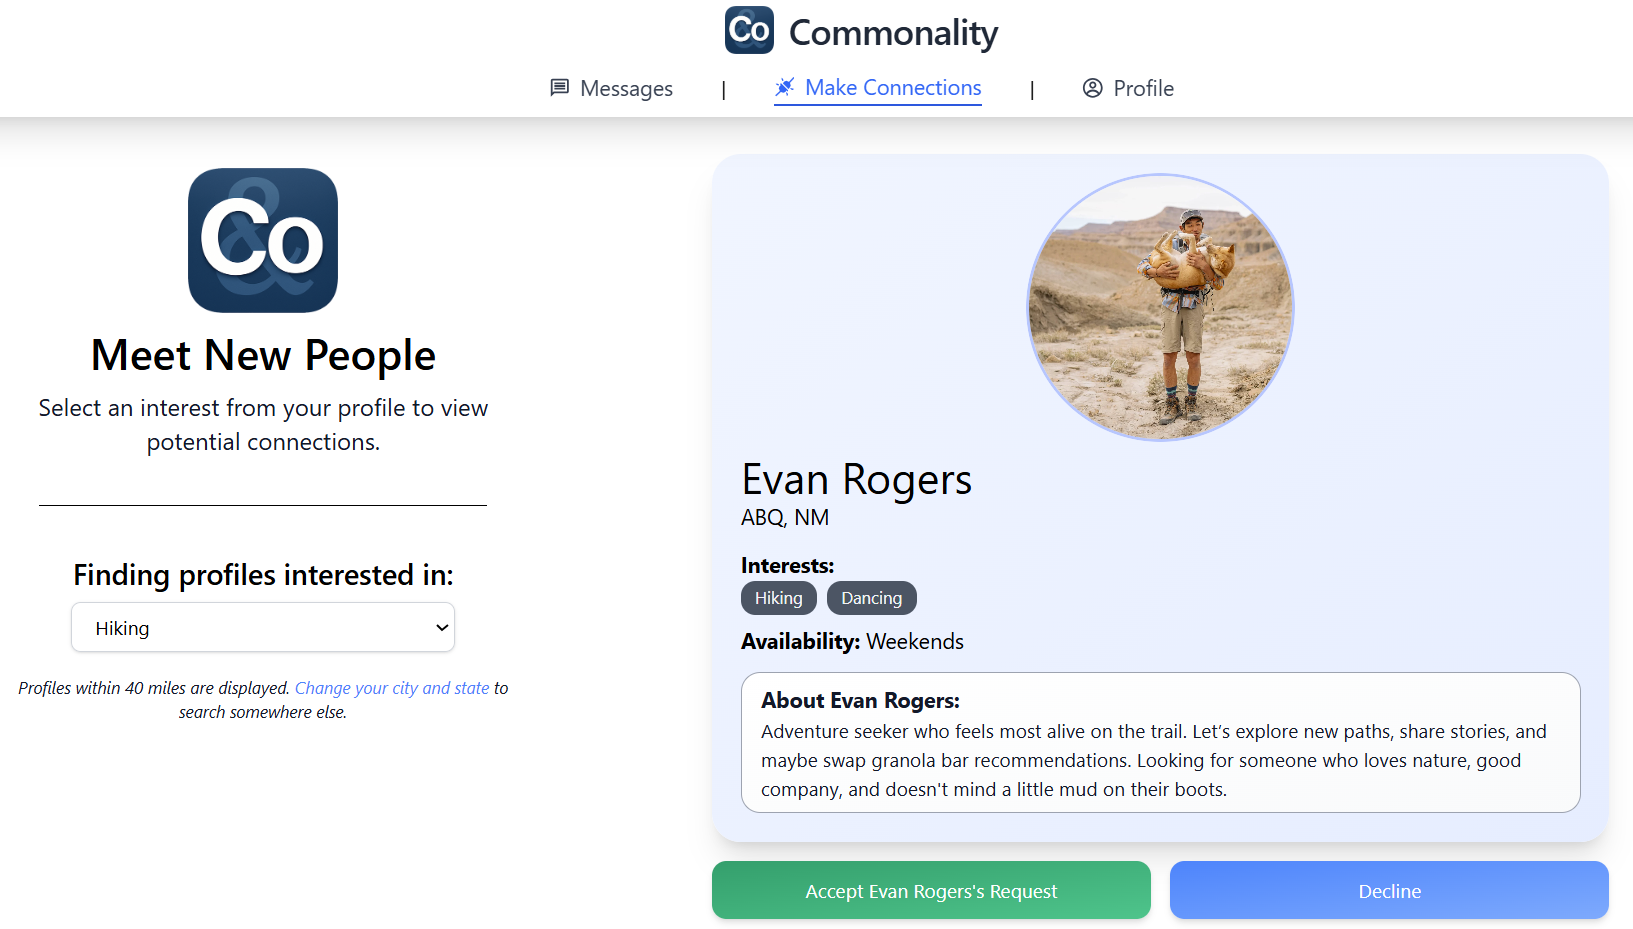 Co
Commonality
Messages
|
Make Connections
|
Profile
&
Co
Meet New People
Select an interest from your profile to view
potential connections.
Finding profiles interested in:
Hiking
Profiles within 40 miles are displayed. Change your city and state to
search somewhere else.
Evan Rogers
ABQ, NM
Interests:
Hiking
Dancing
Availability: Weekends
About Evan Rogers:
Adventure seeker who feels most alive on the trail. Let’s explore new paths, share stories, and
maybe swap granola bar recommendations. Looking for someone who loves nature, good
company, and doesn't mind a little mud on their boots.
Accept Evan Rogers's Request
Decline